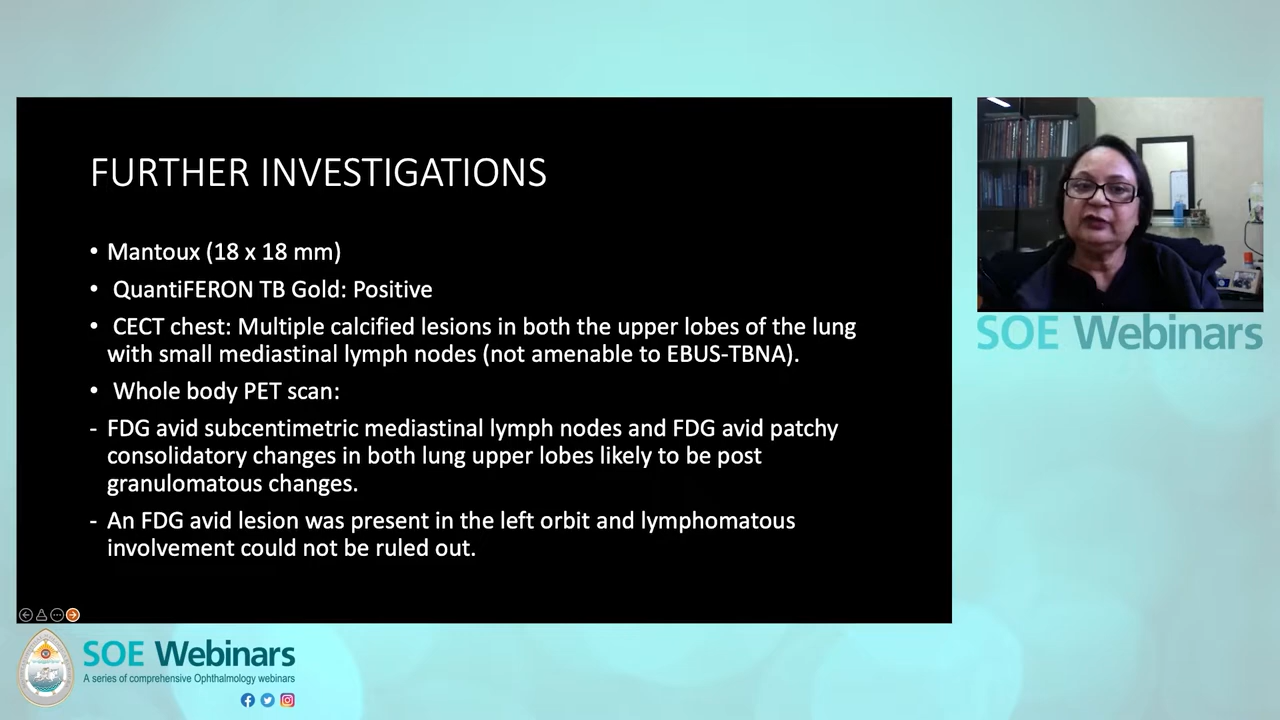 FURTHER INVESTIGATIONS
• Mantoux (18 x 18 mm)
• QuantiFERON TB Gold: Positive
• CECT chest: Multiple calcified lesions in both the upper lobes of the lung
with small mediastinal lymph nodes (not amenable to EBUS-TBNA).
• Whole body PET scan:
- FDG avid subcentimetric mediastinal lymph nodes and FDG avid patchy
consolidatory changes in both lung upper lobes likely to be post
granulomatous changes.
- An FDG avid lesion was present in the left orbit and lymphomatous
involvement could not be ruled out.
SOE Webinars
SOE Webinars
A series of comprehensive Ophthalmology webinars